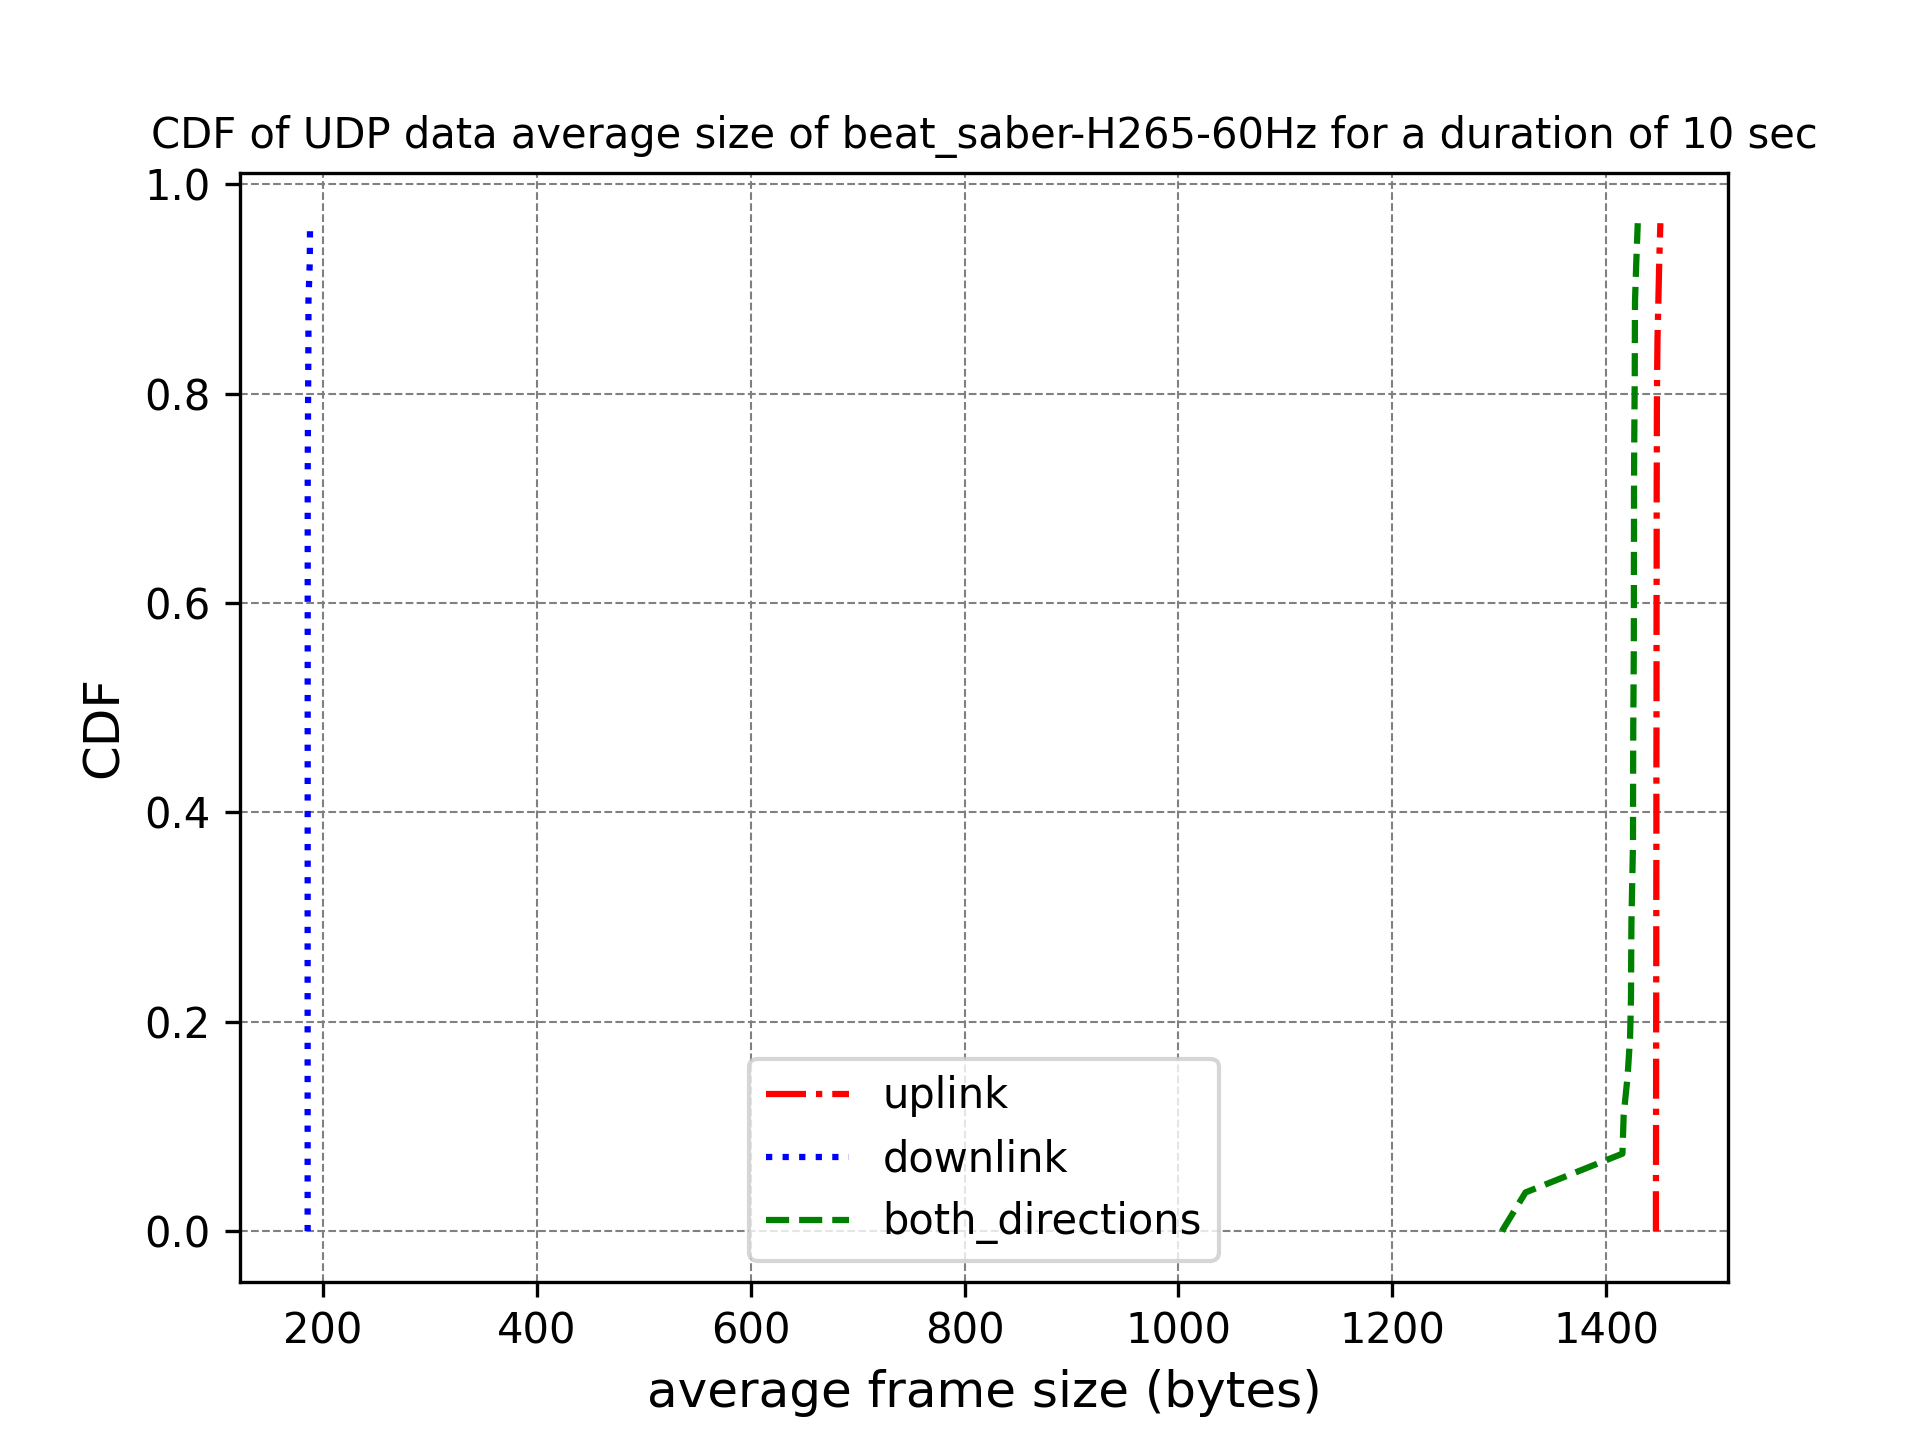 CDF of UDP data average size of beat_saber-H265-60Hz for a duration of 10 sec
1.0
0.8
0.6
0.4
0.2
0.0
CDF
uplink
downlink
both_directions
200 400 600 800 1000 1200 1400
average frame size (bytes)